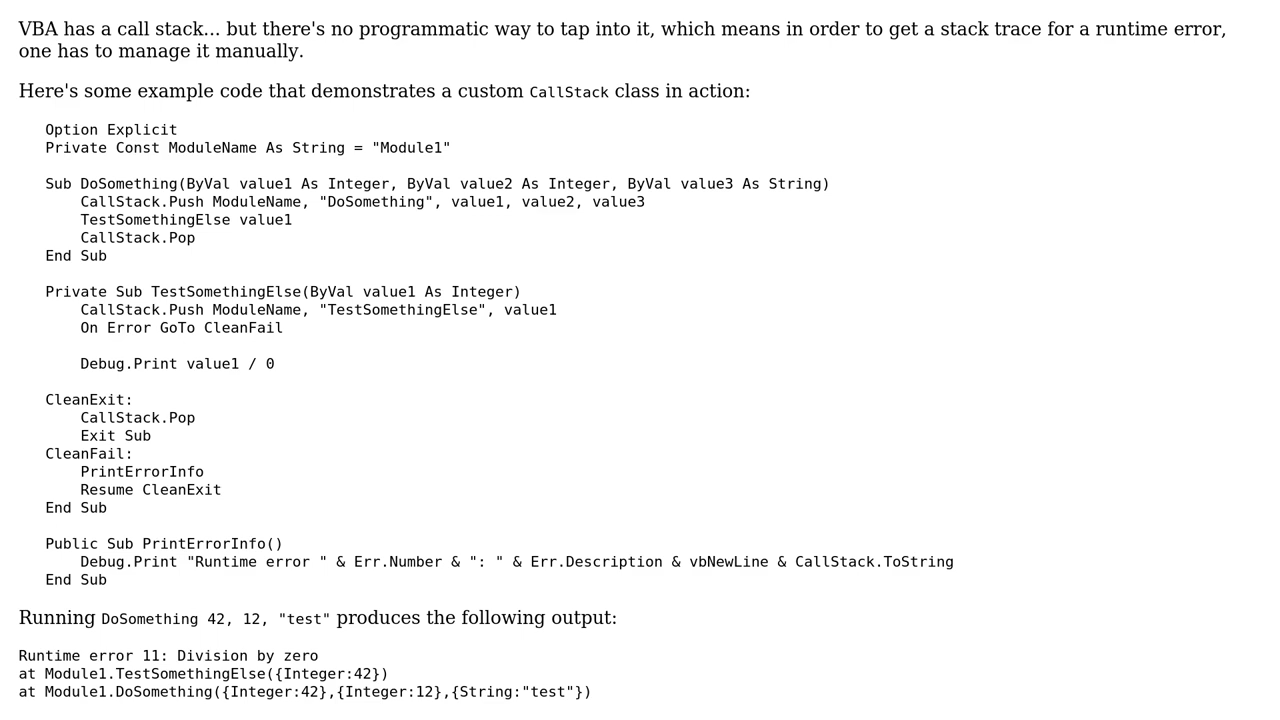 VBA has a call stack... but there's no programmatic way to tap into it, which means in order to get a stack trace for a runtime error,
one has to manage it manually.
Here's some example code that demonstrates a custom CallStack class in action:
Option Explicit
Private Const ModuleName As String = "Module1"
Sub DoSomething(ByVal value1 As Integer, ByVal value2 As Integer, ByVal value3 As String)
    CallStack.Push ModuleName, "DoSomething", value1, value2, value3
    TestSomethingElse value1
    CallStack.Pop
End Sub
Private Sub TestSomethingElse(ByVal value1 As Integer)
    CallStack.Push ModuleName, "TestSomethingElse", value1
    On Error GoTo CleanFail
    Debug.Print value1 / 0
CleanExit:
    CallStack.Pop
    Exit Sub
CleanFail:
    PrintErrorInfo
    Resume CleanExit
End Sub
Public Sub PrintErrorInfo()
    Debug.Print "Runtime error " & Err.Number & ": " & Err.Description & vbNewLine & CallStack.ToString
End Sub
Running DoSomething 42, 12, "test" produces the following output:
Runtime error 11: Division by zero
at Module1.TestSomethingElse({Integer:42})
at Module1.DoSomething({Integer:42},{Integer:12},{String:"test"})